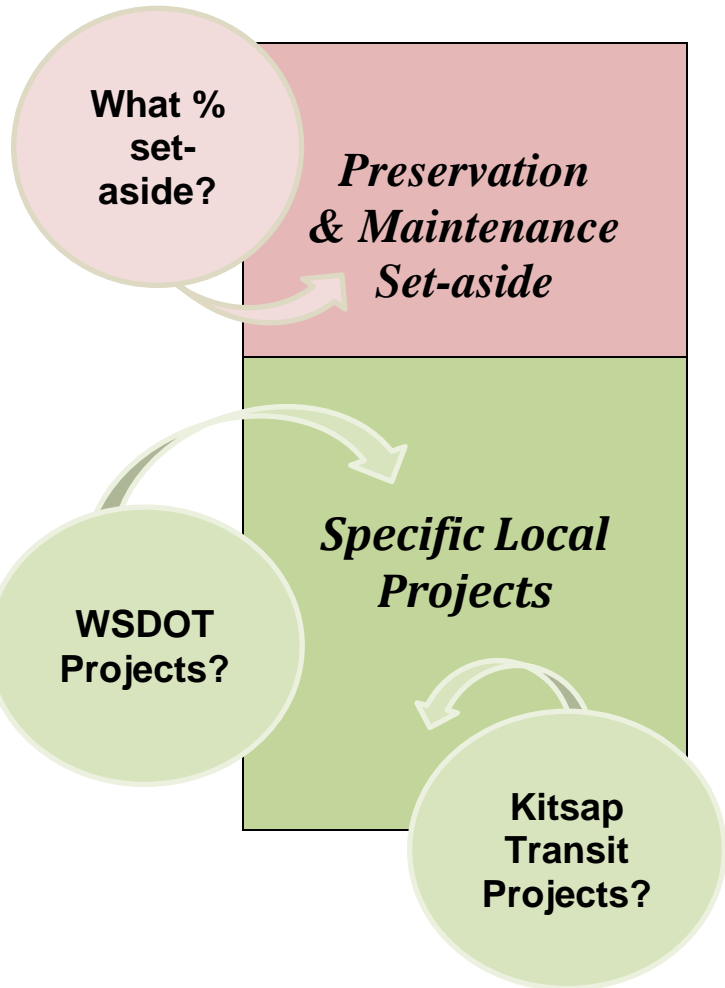 What %
set-
aside?
Preservation
& Maintenance
Set-aside
Specific Local
Projects
WSDOT
Projects?
Kitsap
Transit
Projects?